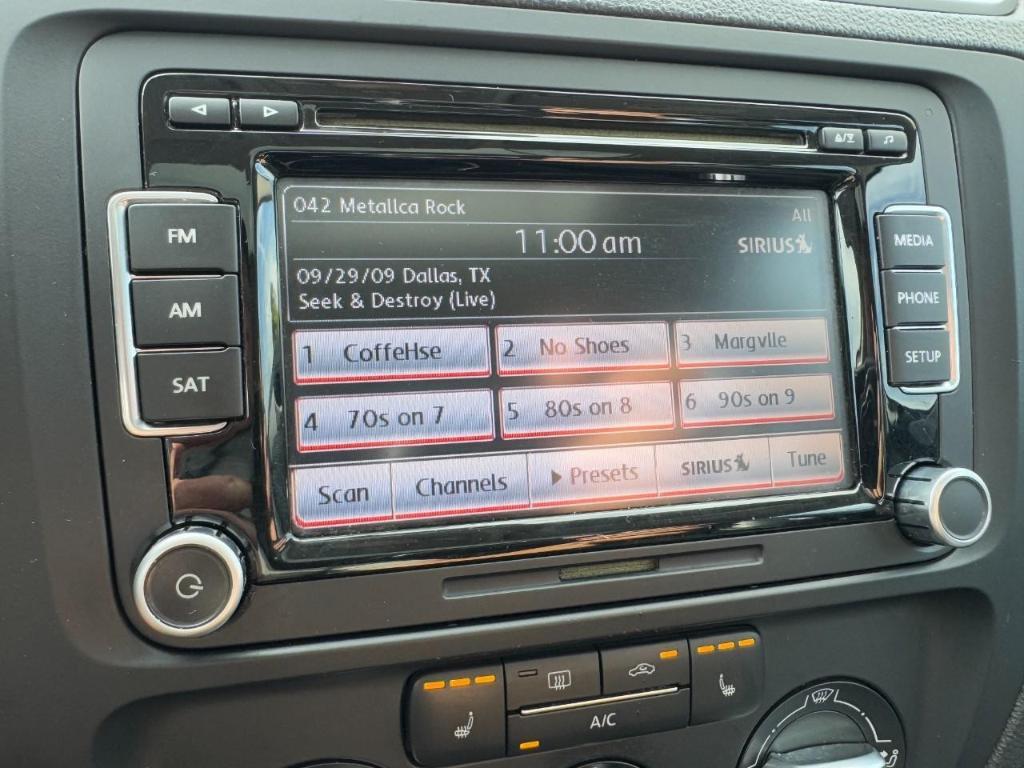 042 Metallca Rock
All
11:00 am
SIRIUS
09/29/09 Dallas, TX
Seek & Destroy (Live)
1 CoffeHse
2 No Shoes
3 Margvlle
4 70s on 7
5 80s on 8
6 90s on 9
Scan
Channels
Presets
SIRIUS
Tune
FM
AM
SAT
MEDIA
PHONE
SETUP
A/C